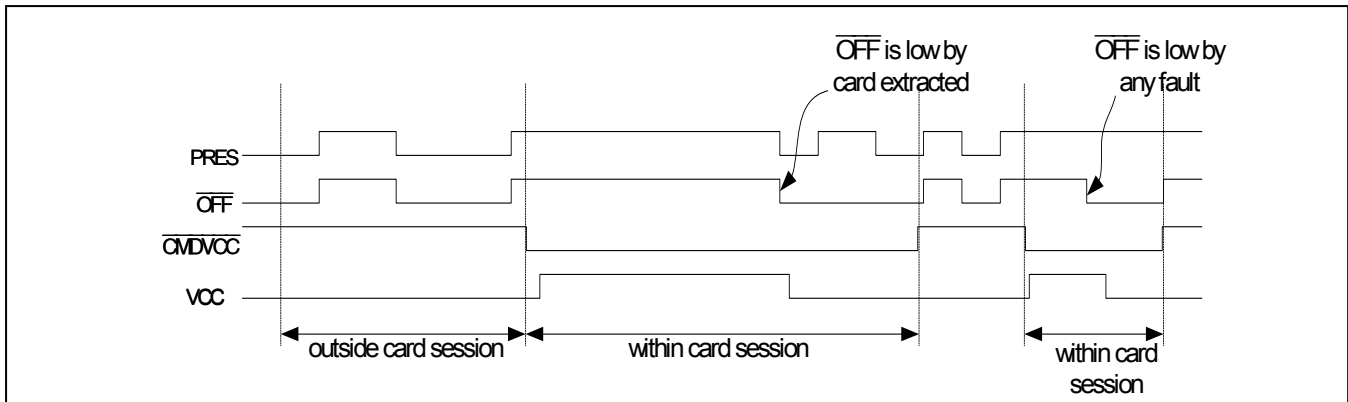 OFF is low by
card extracted
OFF is low by
any fault
PRES
OFF
CMDVCC
VCC
outside card session
within card session
within card
session